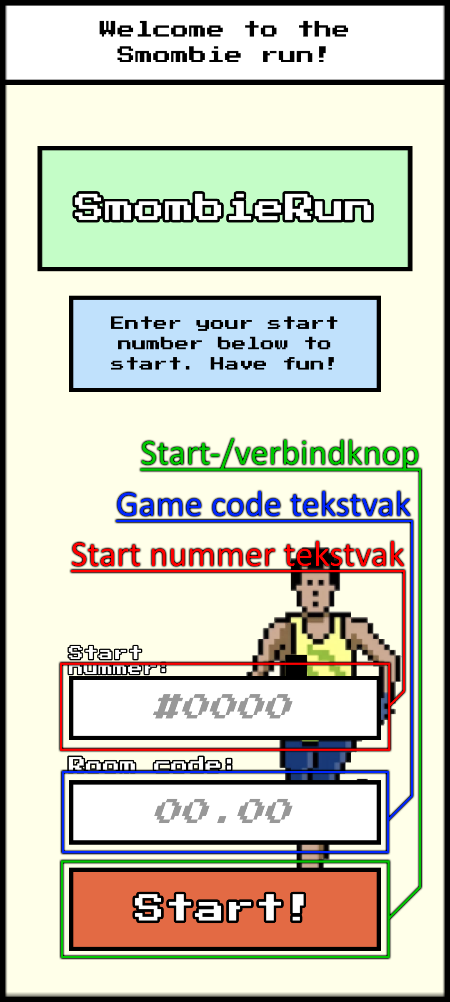 Welcome to the
Smombie run!
SmombieRun
Enter your start
number below to
start. Have fun!
Start-/verbindknop
Game code tekstvak
Start nummer tekstvak
Start
nummer:
#0000
Room code:
00.00
Start!